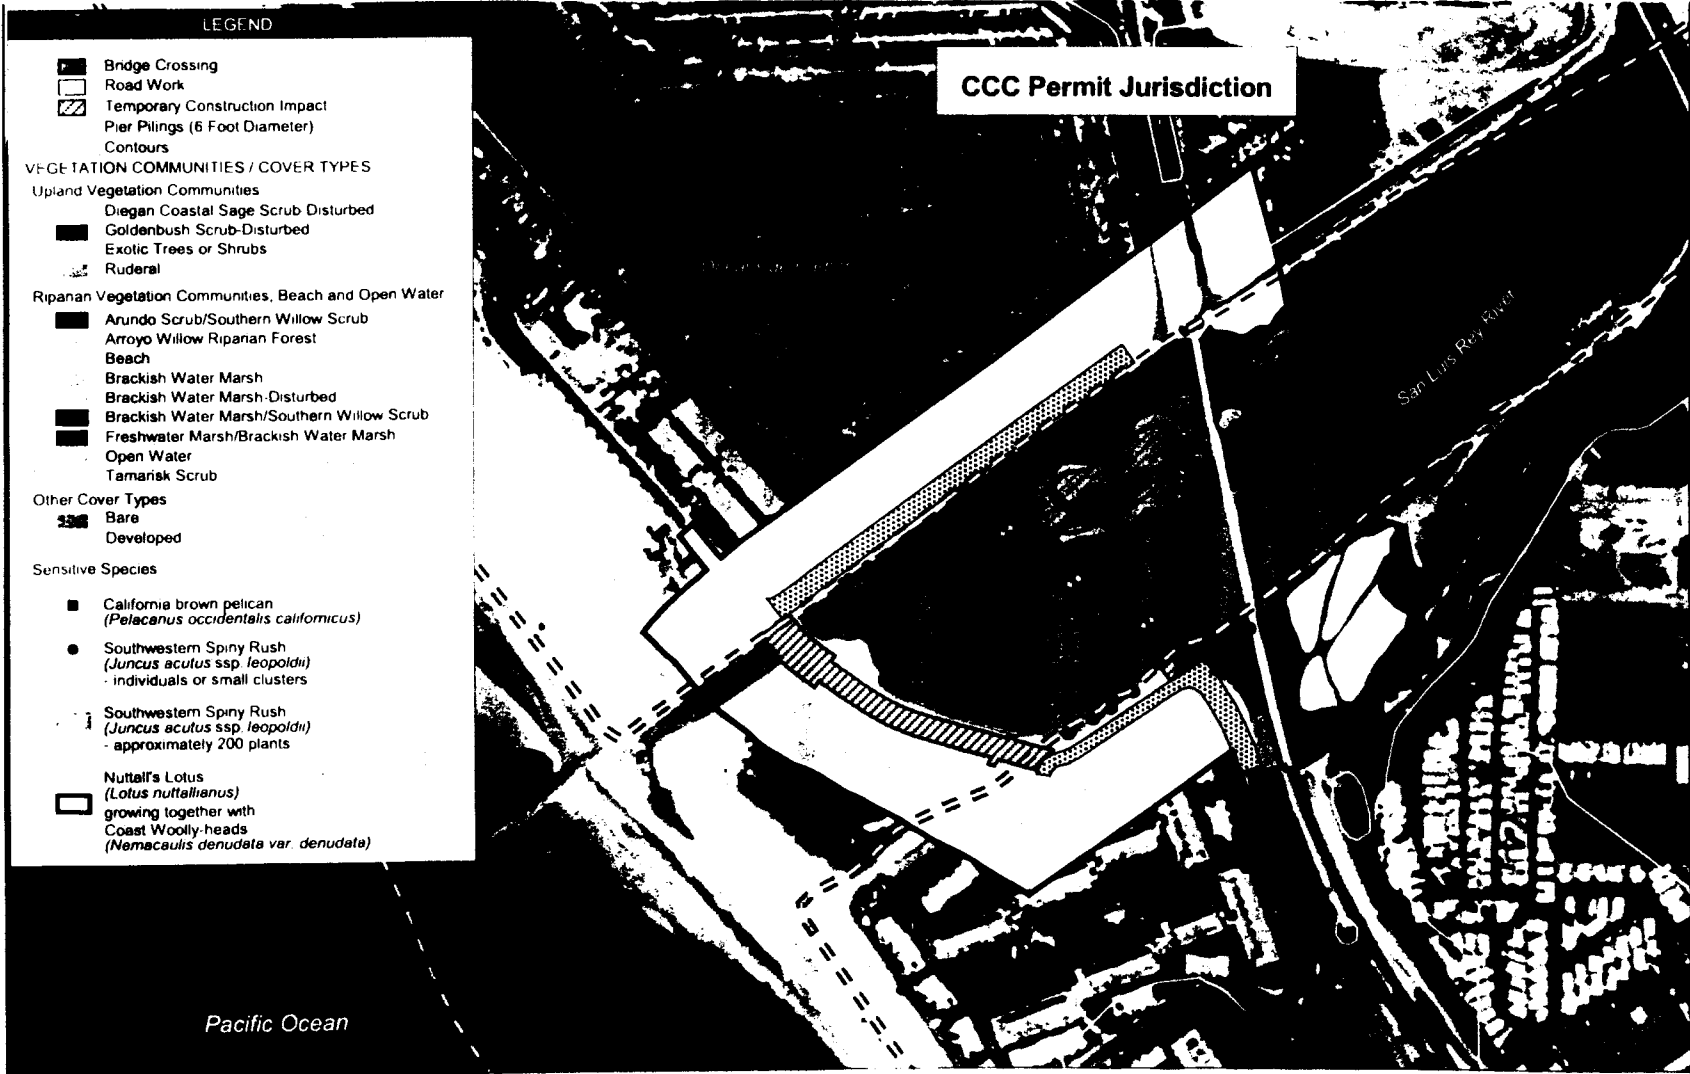 LEGEND
Bridge Crossing
Road Work
Temporary Construction Impact
Pier Pilings (6 Foot Diameter)
Contours
VEGETATION COMMUNITIES / COVER TYPES
Upland Vegetation Communities
Diegan Coastal Sage Scrub Disturbed
Goldenbush Scrub-Disturbed
Exotic Trees or Shrubs
Ruderal
Riparian Vegetation Communities, Beach and Open Water
Arundo Scrub/Southern Willow Scrub
Arroyo Willow Riparian Forest
Beach
Brackish Water Marsh
Brackish Water Marsh-Disturbed
Brackish Water Marsh/Southern Willow Scrub
Freshwater Marsh/Brackish Water Marsh
Open Water
Tamarisk Scrub
Other Cover Types
Bare
Developed
Sensitive Species
California brown pelican
(Pelacanus occidentalis californicus)
Southwestern Spiny Rush
(Juncus acutus ssp. leopoldii)
- individuals or small clusters
Southwestern Spiny Rush
(Juncus acutus ssp. leopoldii)
- approximately 200 plants
Nuttall's Lotus
(Lotus nuttallianus)
growing together with
Coast Woolly-heads
(Nemacaulis denudata var. denudata)
CCC Permit Jurisdiction
San Luis Rey River
Pacific Ocean